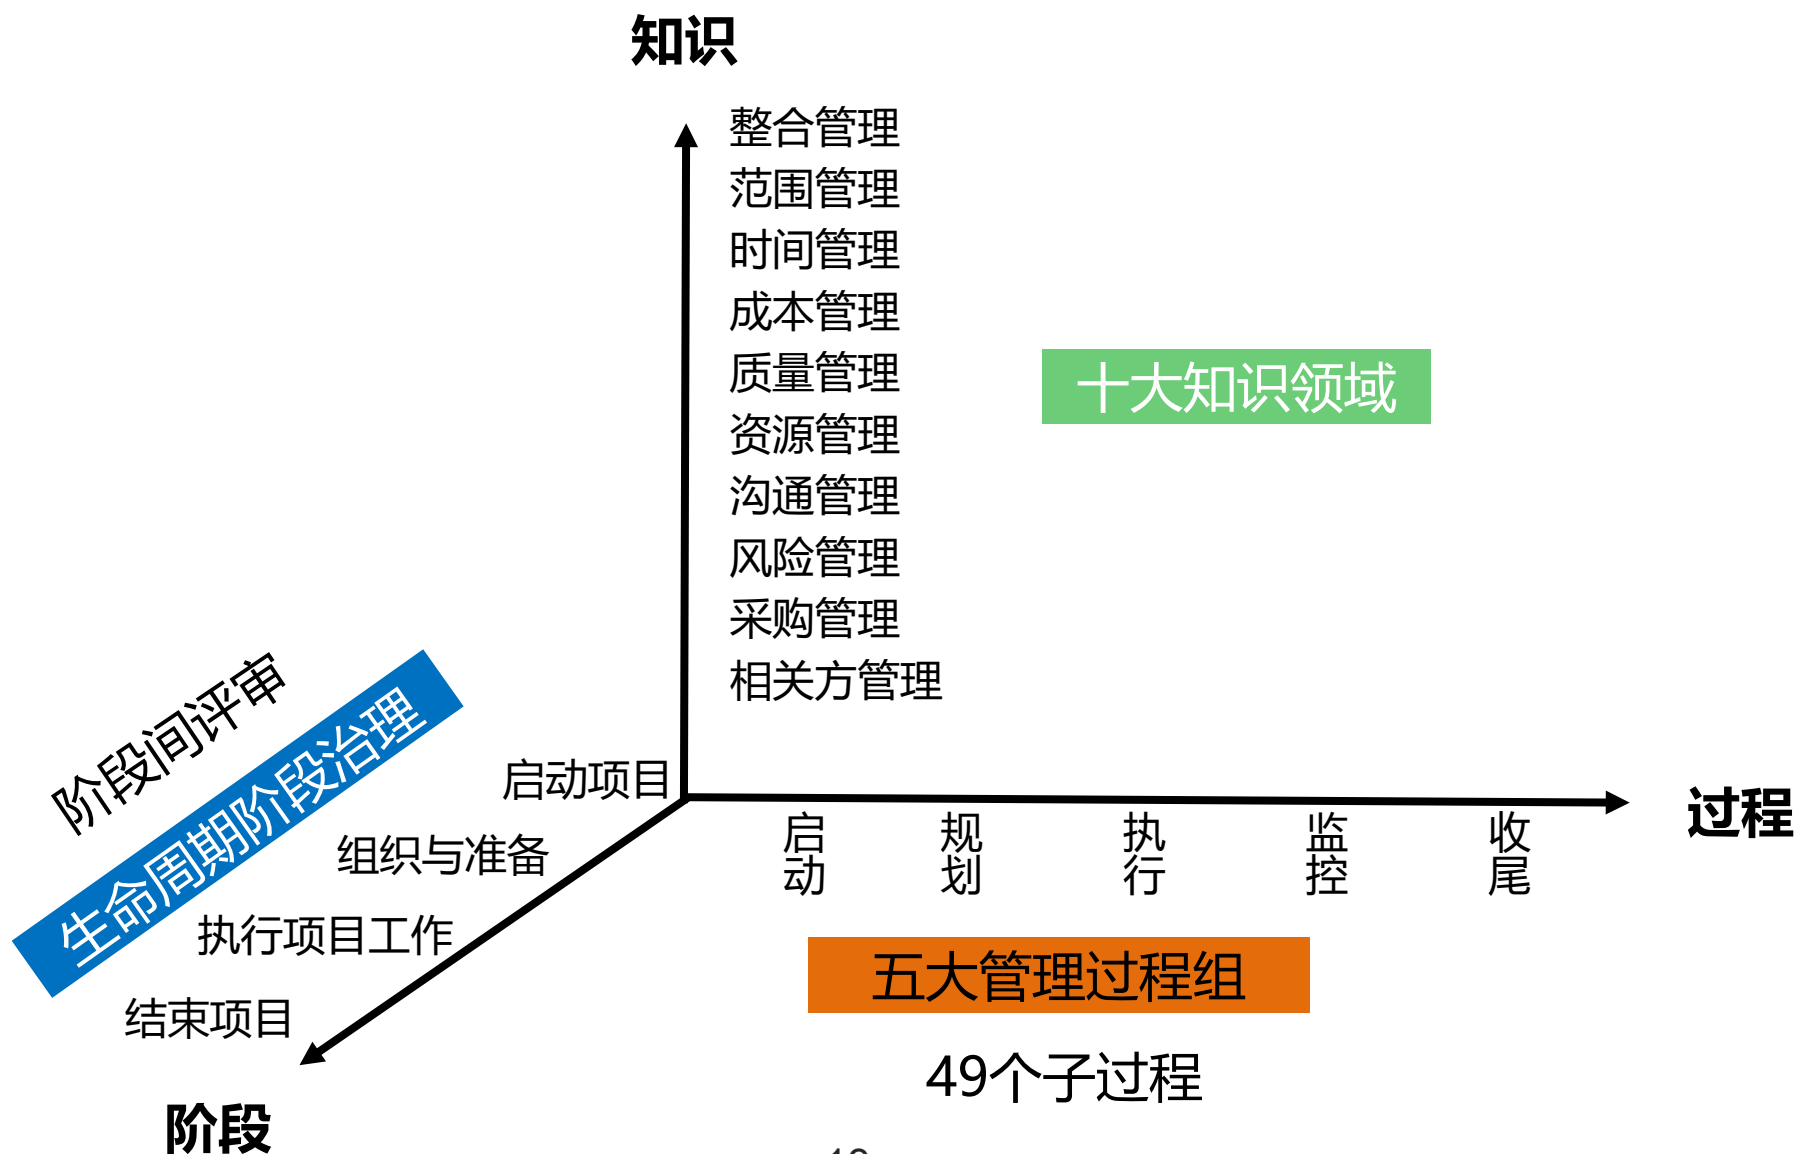 知识
整合管理
范围管理
时间管理
成本管理
质量管理
资源管理
沟通管理
风险管理
采购管理
相关方管理
十大知识领域
阶段间评审
生命周期阶段治理
启动项目
组织与准备
执行项目工作
结束项目
阶段
过程
启动
规划
执行
监控
收尾
五大管理过程组
49个子过程